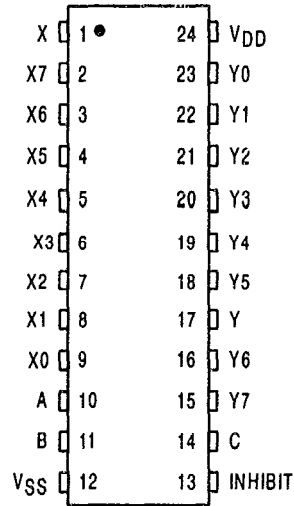 X 1 24 VDD
X7 2 23 Y0
X6 3 22 Y1
X5 4 21 Y2
X4 5 20 Y3
X3 6 19 Y4
X2 7 18 Y5
X1 8 17 Y
X0 9 16 Y6
A 10 15 Y7
B 11 14 C
VSS 12 13 INHIBIT